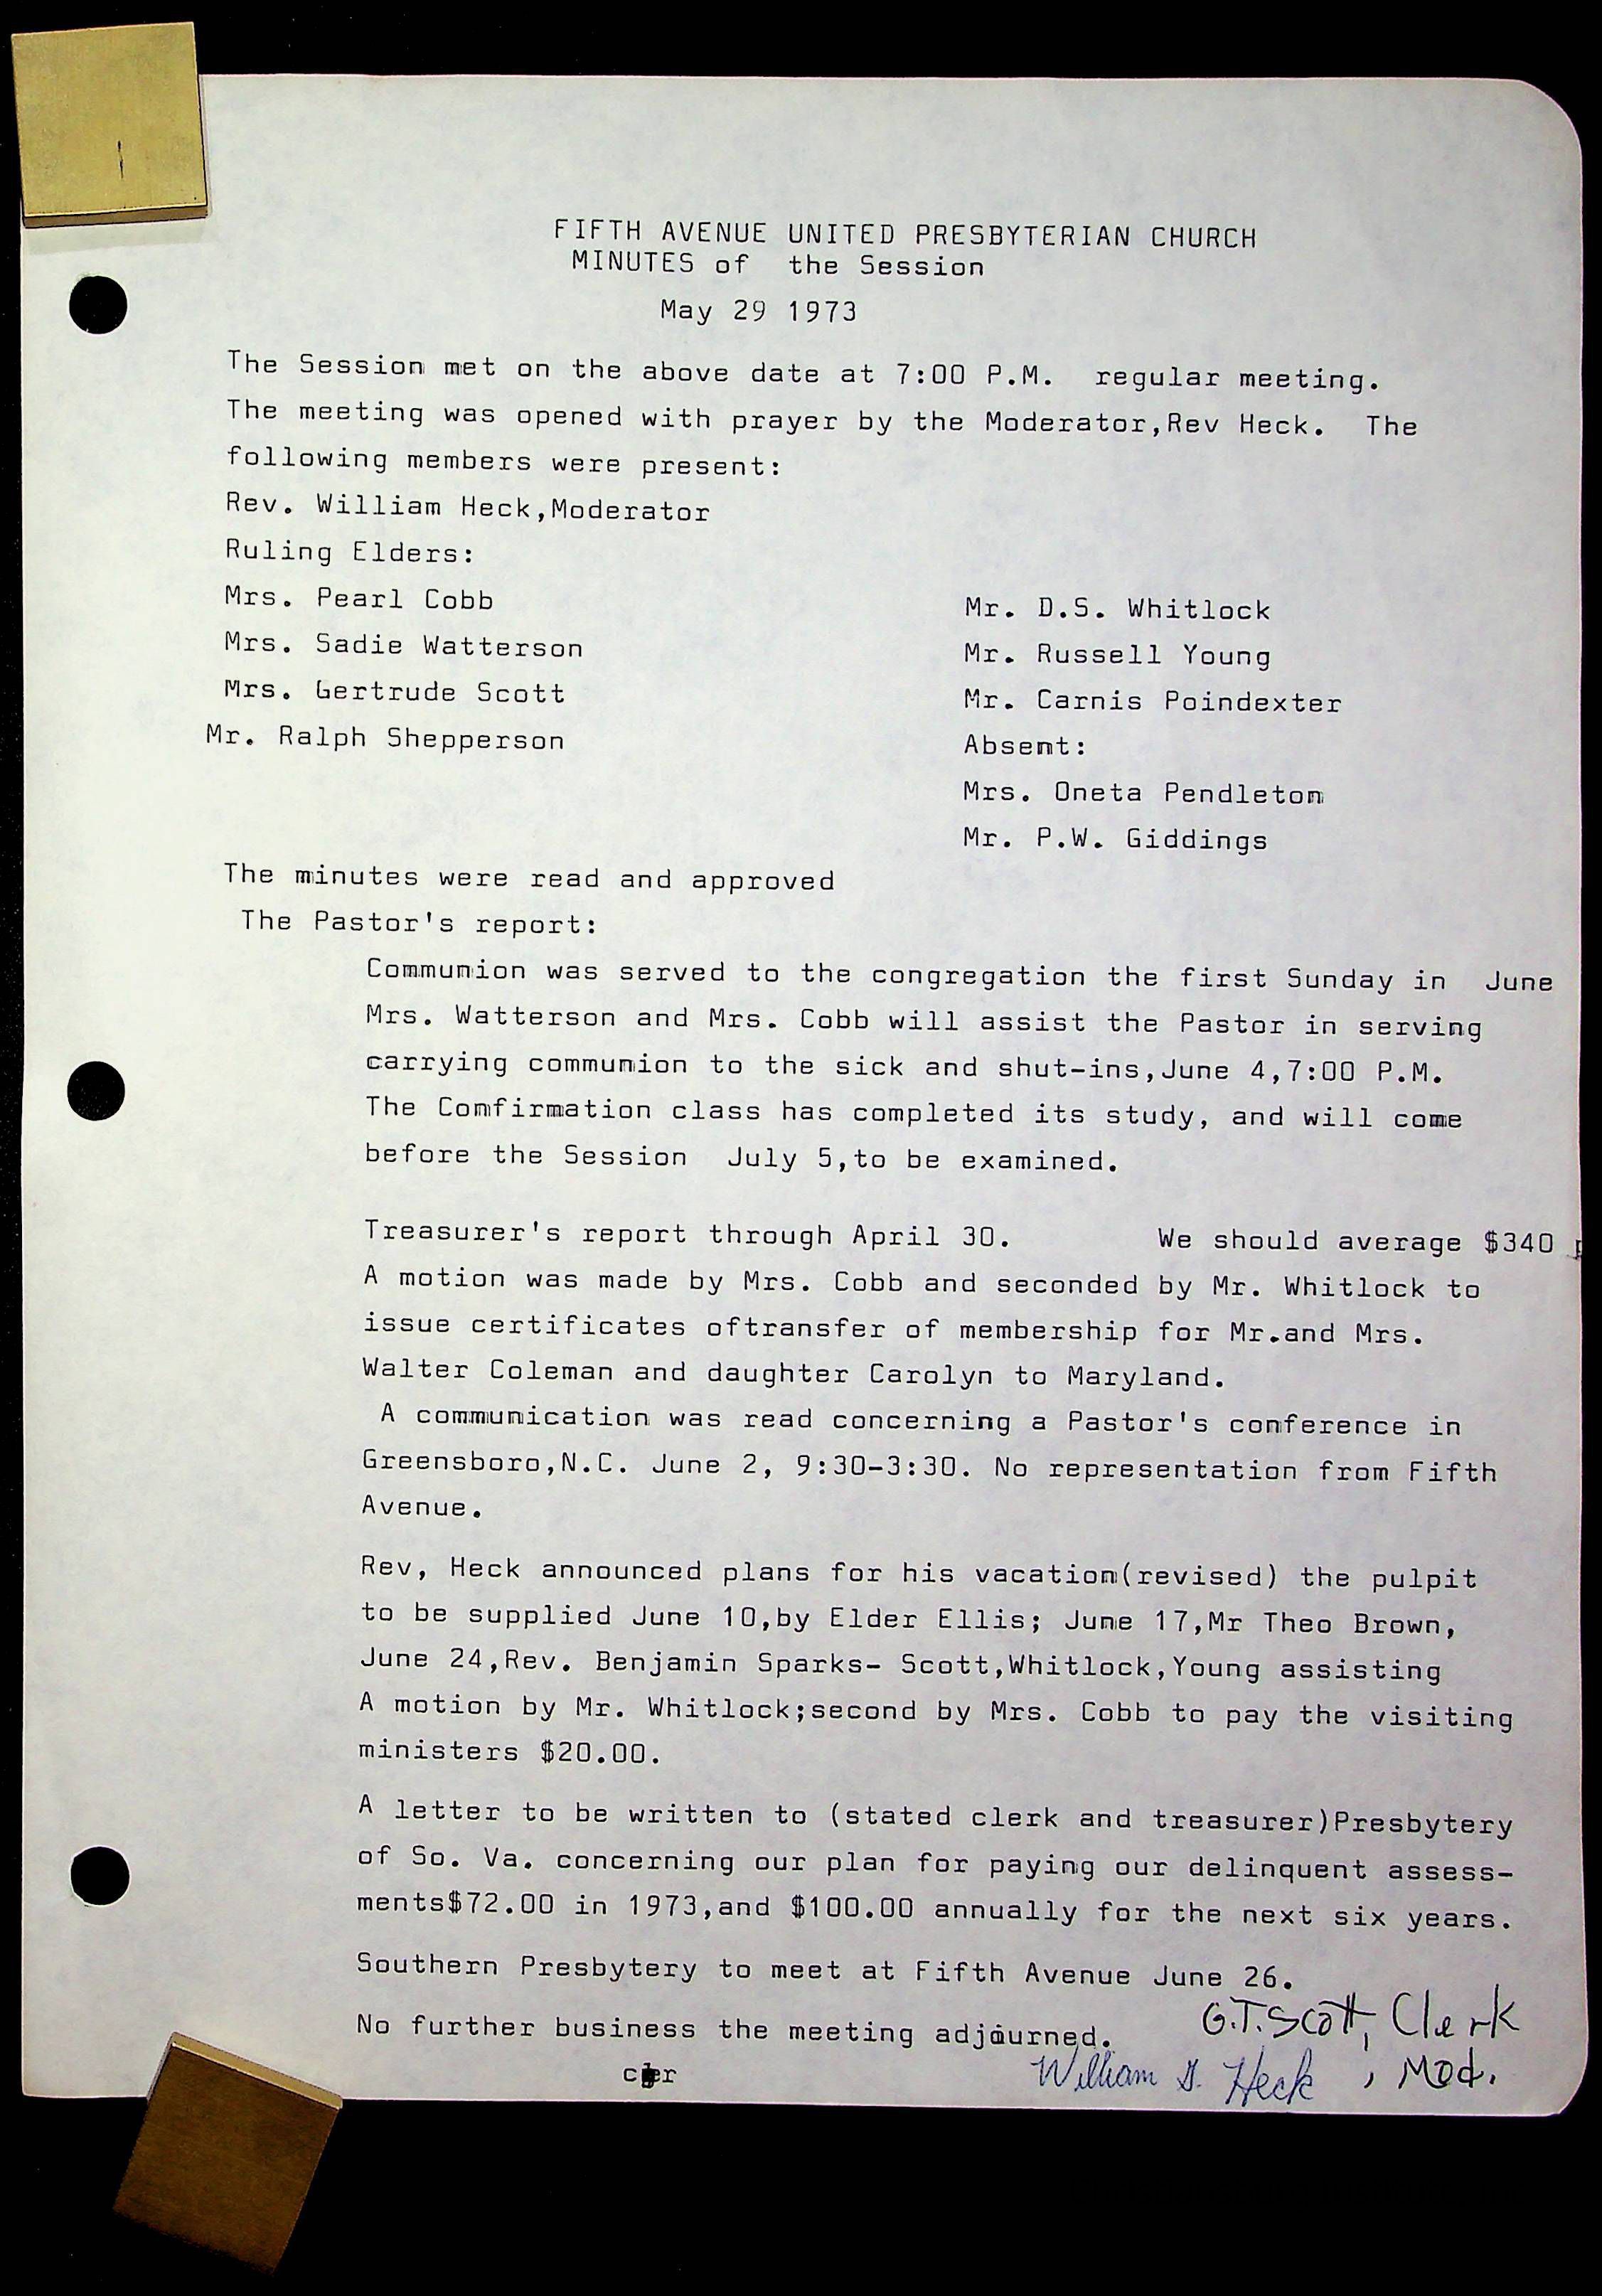 FIFTH AVENUE UNITED PRESBYTERIAN CHURCH
MINUTES of the Session
May 29 1973
The Session met on the above date at 7:00 P.M. regular meeting.
The meeting was opened with prayer by the Moderator,Rev Heck. The
following members were present:
Rev. William Heck,Moderator
Ruling Elders:
Mrs. Pearl Cobb
Mrs. Sadie Watterson
Mrs. Gertrude Scott
Mr. Ralph Shepperson
Mr. D.S. Whitlock
Mr. Russell Young
Mr. Carnis Poindexter
Absent:
Mrs. Oneta Pendleton
Mr. P.W. Giddings
The minutes were read and approved
The Pastor's report:
Communion was served to the congregation the first Sunday in June
Mrs. Watterson and Mrs. Cobb will assist the Pastor in serving
carrying communion to the sick and shut-ins,June 4,7:00 P.M.
The Comfirmation class has completed its study, and will come
before the Session July 5,to be examined.
Treasurer's report through April 30. We should average $340
A motion was made by Mrs. Cobb and seconded by Mr. Whitlock to
issue certificates oftransfer of membership for Mr.and Mrs.
Walter Coleman and daughter Carolyn to Maryland.
A communication was read concerning a Pastor's conference in
Greensboro,N.C. June 2, 9:30-3:30. No representation from Fifth
Avenue.
Rev, Heck announced plans for his vacation(revised) the pulpit
to be supplied June 10,by Elder Ellis; June 17,Mr Theo Brown,
June 24,Rev. Benjamin Sparks- Scott,Whitlock,Young assisting
A motion by Mr. Whitlock;second by Mrs. Cobb to pay the visiting
ministers $20.00.
A letter to be written to (stated clerk and treasurer)Presbytery
of So. Va. concerning our plan for paying our delinquent assess-
ments$72.00 in 1973,and $100.00 annually for the next six years.
Southern Presbytery to meet at Fifth Avenue June 26.
No further business the meeting adjourned.
G.T.Scott, Clerk
William G. Heck, Mod.